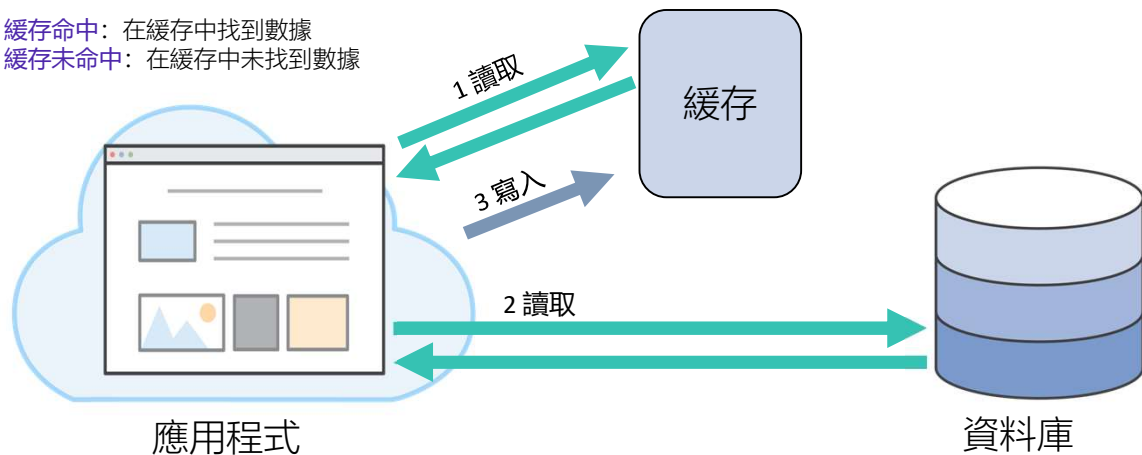 緩存命中：在緩存中找到數據
緩存未命中：在緩存中未找到數據
1 讀取
緩存
3 寫入
2 讀取
應用程式
資料庫